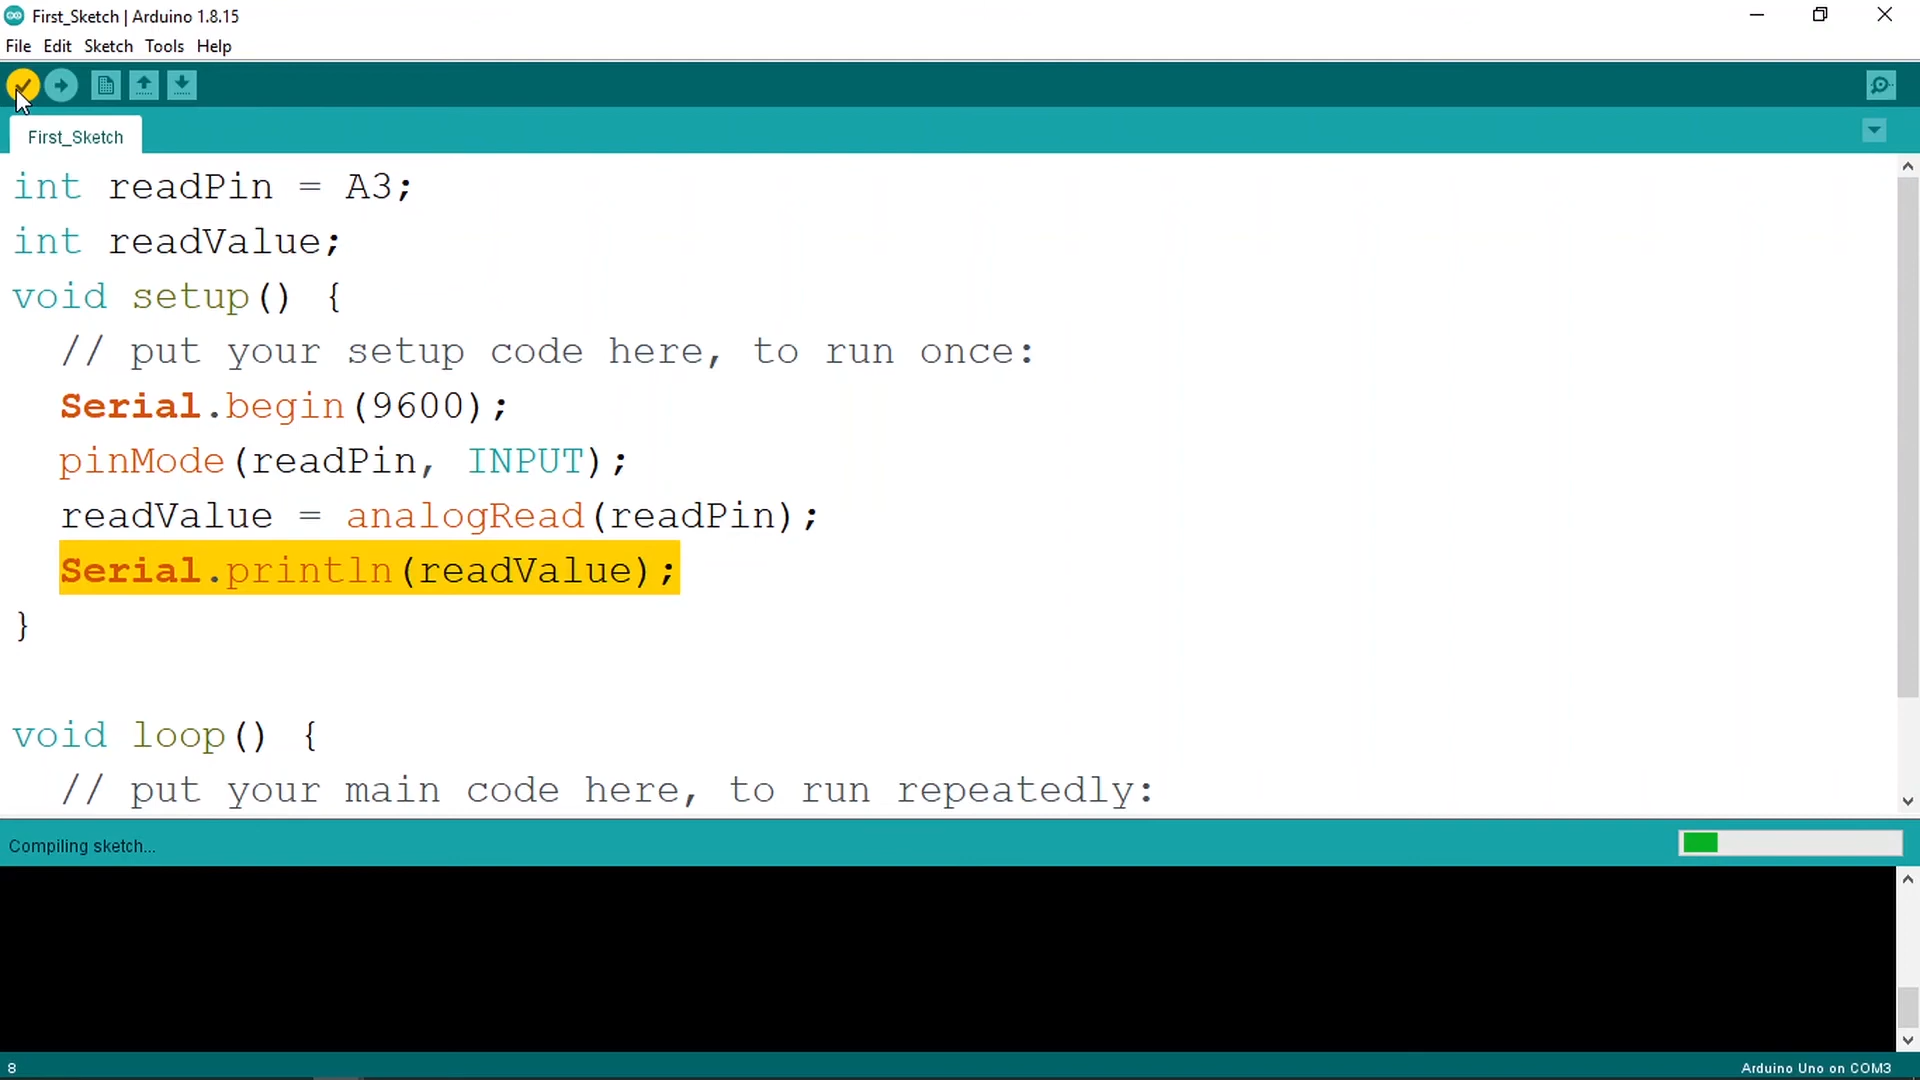 First_Sketch | Arduino 1.8.15
File Edit Sketch Tools Help
First_Sketch
int readPin = A3;
int readValue;
void setup() {
// put your setup code here, to run once:
Serial.begin(9600);
pinMode(readPin, INPUT);
readValue = analogRead(readPin);
Serial.println(readValue);
}
void loop() {
// put your main code here, to run repeatedly:
Compiling sketch...
8
Arduino Uno on COM3